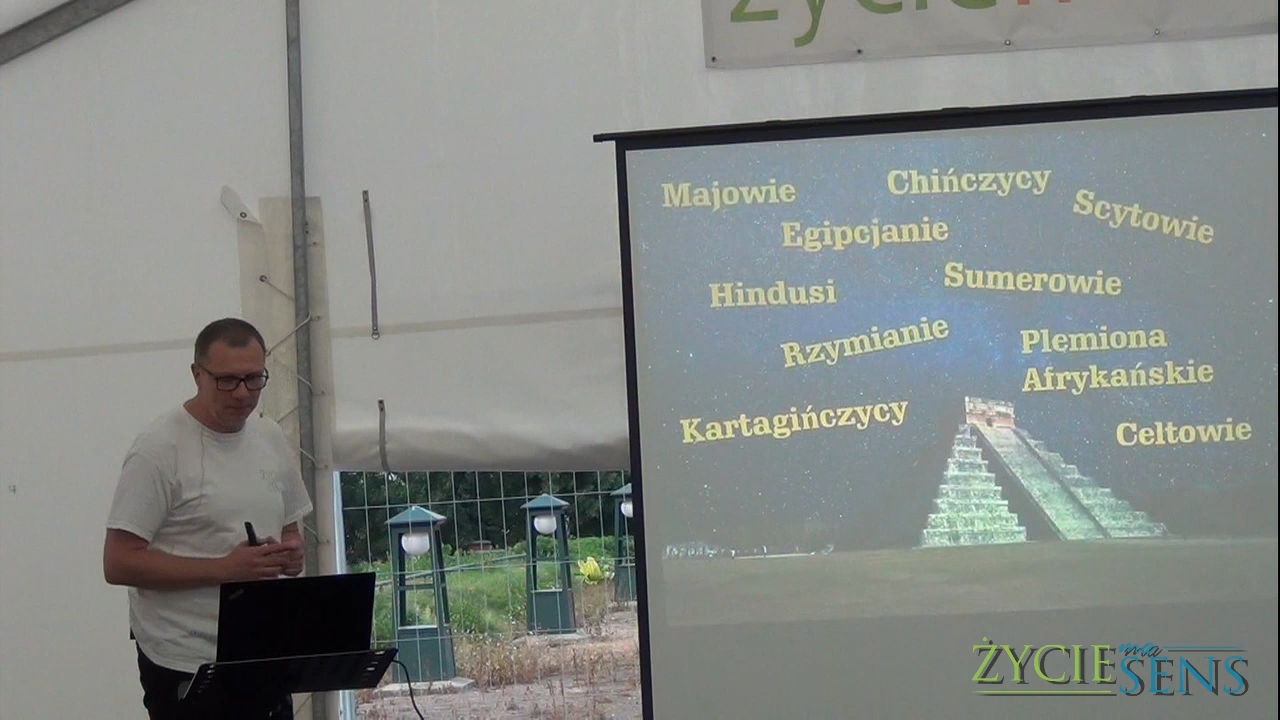 Majowie
Chińczycy
Scytowie
Egipcjanie
Hindusi
Sumerowie
Rzymianie
Plemiona
Afrykańskie
Kartagińczycy
Celtowie
ŻYCIE ma SENS